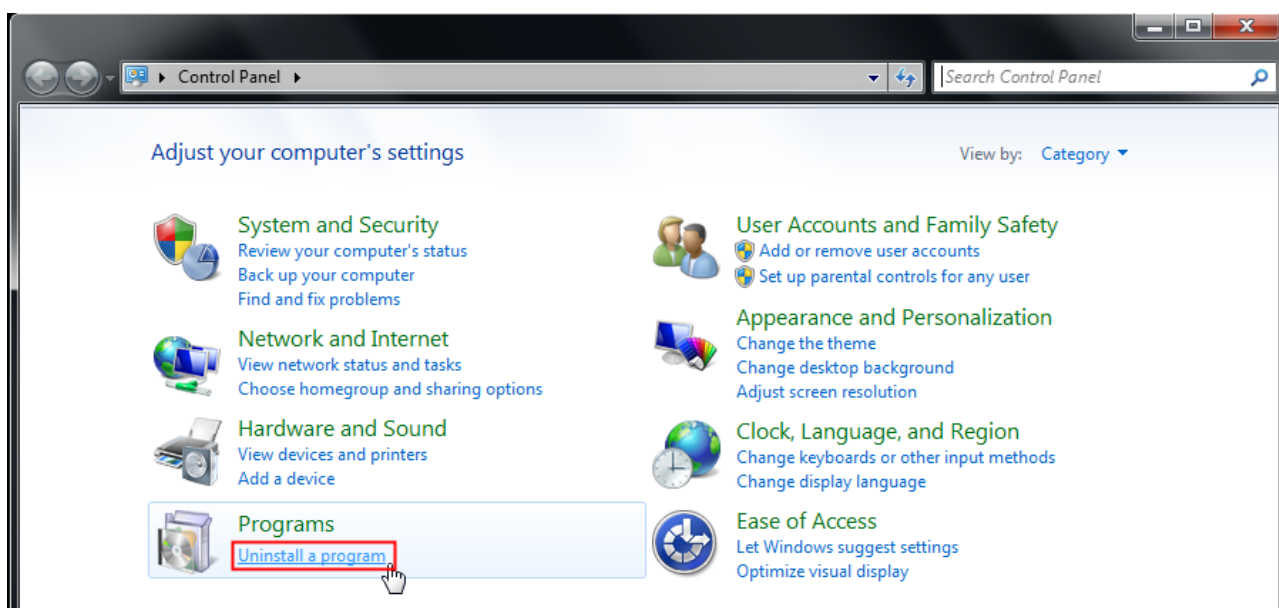 Control Panel
Search Control Panel
Adjust your computer's settings
View by: Category
System and Security
Review your computer's status
Back up your computer
Find and fix problems
Network and Internet
View network status and tasks
Choose homegroup and sharing options
Hardware and Sound
View devices and printers
Add a device
Programs
Uninstall a program
User Accounts and Family Safety
Add or remove user accounts
Set up parental controls for any user
Appearance and Personalization
Change the theme
Change desktop background
Adjust screen resolution
Clock, Language, and Region
Change keyboards or other input methods
Change display language
Ease of Access
Let Windows suggest settings
Optimize visual display